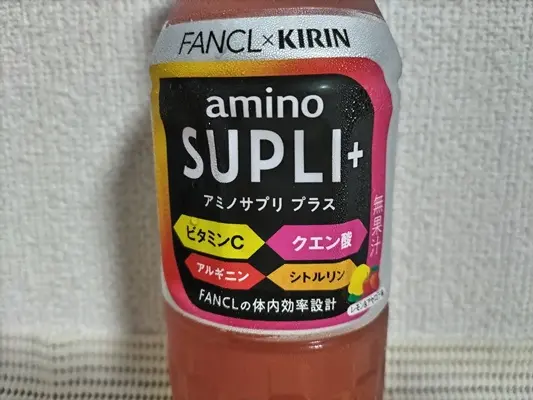 FANCL×KIRIN
amino
SUPLI+
アミノサプリ プラス
ビタミンC
クエン酸
アルギニン
シトルリン
FANCLの体内効率設計
無果汁